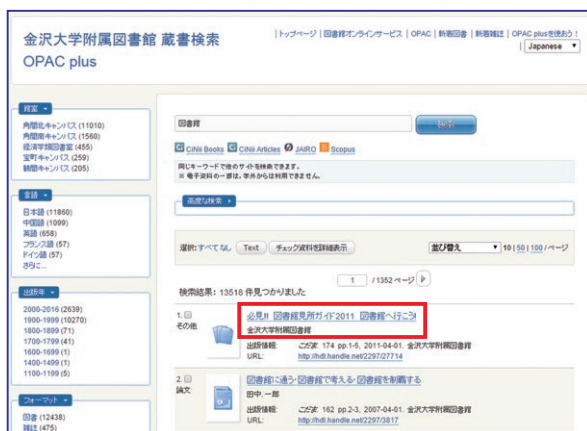 金沢大学附属図書館 蔵書検索
OPAC plus
|トップページ|図書館オンラインサービス|OPAC|新着図書|新着雑誌|OPAC plusを使おう!
| Japanese
館室
角間北キャンパス (11010)
角間南キャンパス (1560)
経済学類図書室 (455)
宝町キャンパス (259)
鶴間キャンパス (205)
言語
日本語 (11860)
中国語 (1099)
英語 (658)
フランス語 (57)
ドイツ語 (57)
さらに...
出版年
2000-2016 (2639)
1900-1999 (10270)
1800-1899 (71)
1700-1799 (41)
1600-1699 (1)
1400-1499 (1)
1100-1199 (5)
フォーマット
図書 (12438)
雑誌 (475)
図書館
検索
CiNii Books CiNii Articles JAIRO Scopus
同じキーワードで他のサイトを検索できます。
※ 電子資料の一部は、学外からは利用できません。
高度な検索
選択:すべて なし Text チェック資料を詳細表示 並び替え 10|50|100/ページ
1 /1352 ページ
検索結果: 13518 件見つかりました
1.
その他
必見!! 図書館見所ガイド2011 図書館へ行こう!
金沢大学附属図書館
出版情報: こだま. 174 pp.1-5, 2011-04-01. 金沢大学附属図書館
URL: http://hdl.handle.net/2297/27714
2.
論文
図書館に通う・図書館で考える・図書館を制覇する
田中, 一郎
出版情報: こだま. 162 pp.2-3, 2007-04-01. 金沢大学附属図書館
URL: http://hdl.handle.net/2297/3817